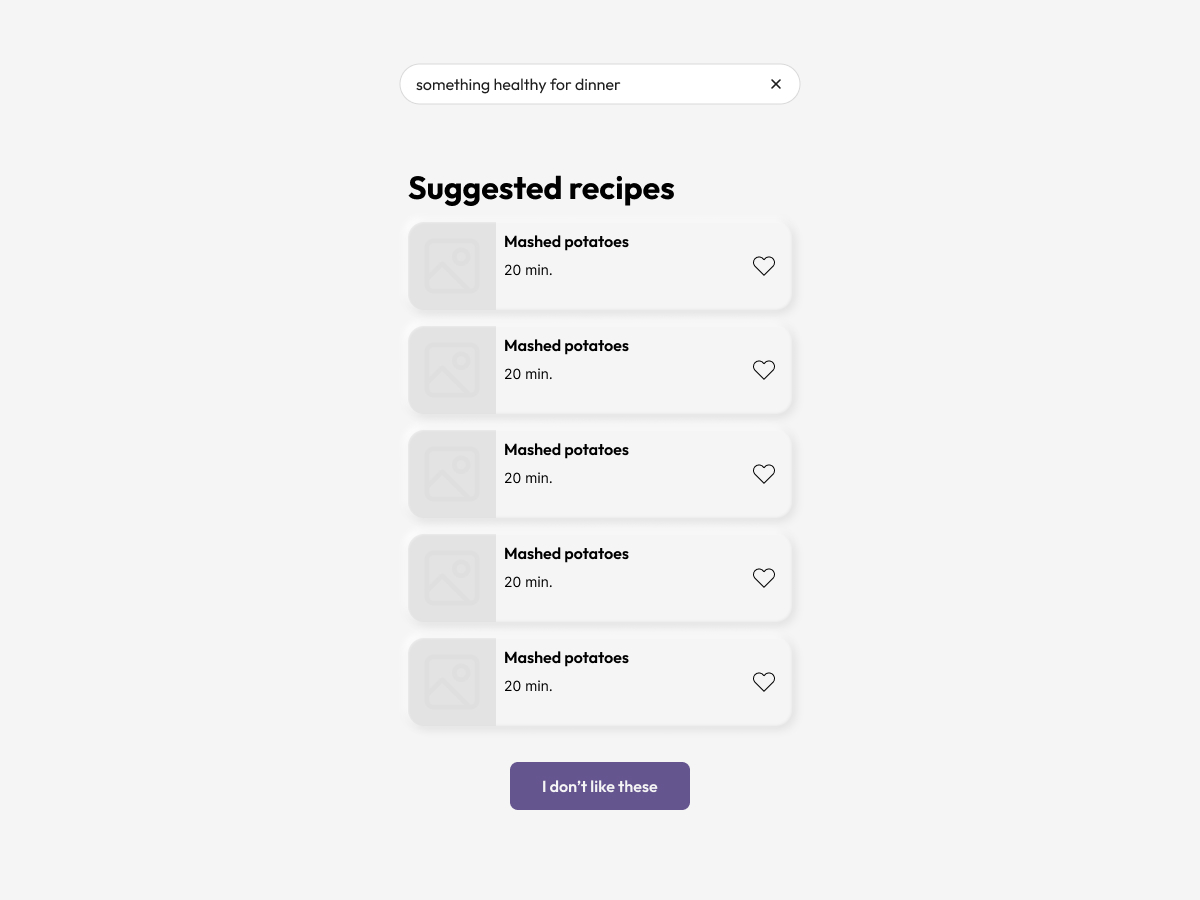 something healthy for dinner
Suggested recipes
Mashed potatoes
20 min.
Mashed potatoes
20 min.
Mashed potatoes
20 min.
Mashed potatoes
20 min.
Mashed potatoes
20 min.
I don’t like these